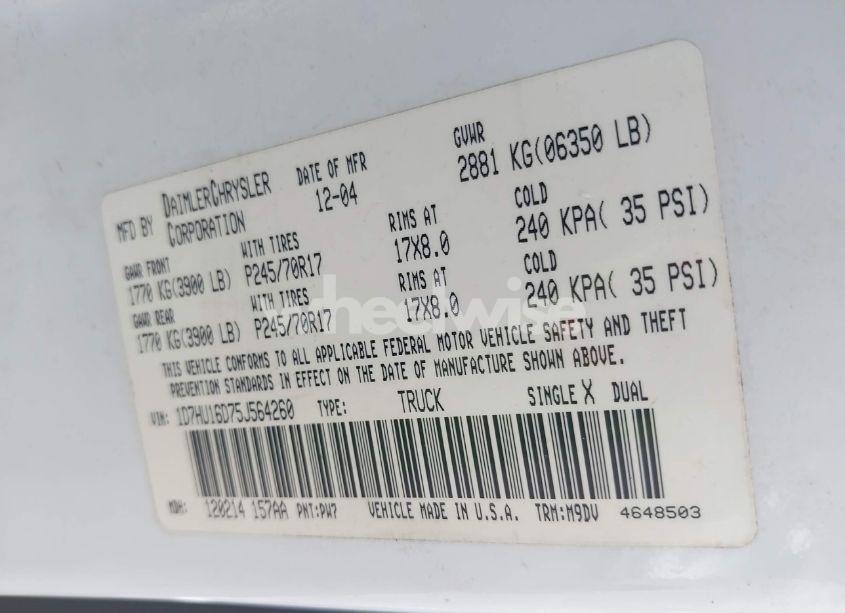 MFD BY DAIMLERCHRYSLER CORPORATION DATE OF MFR 12-04 GVWR 2881 KG(06350 LB)
GAWR FRONT WITH TIRES RIMS AT COLD
1770 KG(3900 LB) P245/70R17 17X8.0 240 KPA( 35 PSI)
GAWR REAR WITH TIRES RIMS AT COLD
1770 KG(3900 LB) P245/70R17 17X8.0 240 KPA( 35 PSI)
THIS VEHICLE CONFORMS TO ALL APPLICABLE FEDERAL MOTOR VEHICLE SAFETY AND THEFT
PREVENTION STANDARDS IN EFFECT ON THE DATE OF MANUFACTURE SHOWN ABOVE.
VIN: 1D7HU16D75J564260 TYPE: TRUCK SINGLE X DUAL
MDH: 120214 157AA PNT:PW7 VEHICLE MADE IN U.S.A. TRM:M9DV 4648503
wheelwise